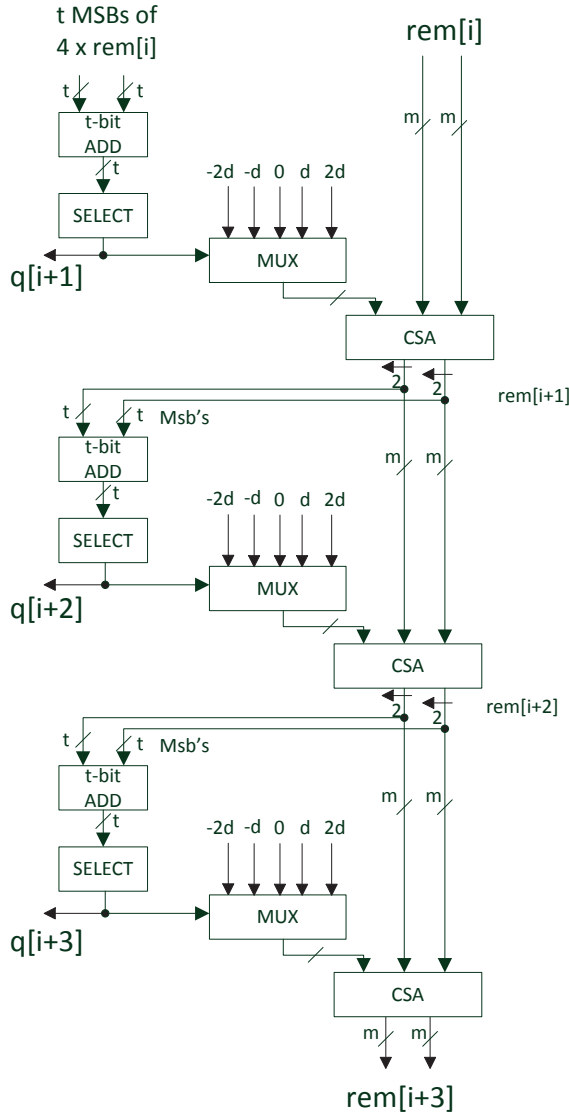 t MSBs of
4 x rem[i]
rem[i]
t
t
t-bit
ADD
m
m
t
SELECT
-2d -d 0 d 2d
MUX
q[i+1]
CSA
2
2
rem[i+1]
t
t Msb's
t-bit
ADD
m
m
t
SELECT
-2d -d 0 d 2d
MUX
q[i+2]
CSA
2
2
rem[i+2]
t
t Msb's
t-bit
ADD
m
m
t
SELECT
-2d -d 0 d 2d
MUX
q[i+3]
CSA
m
m
rem[i+3]